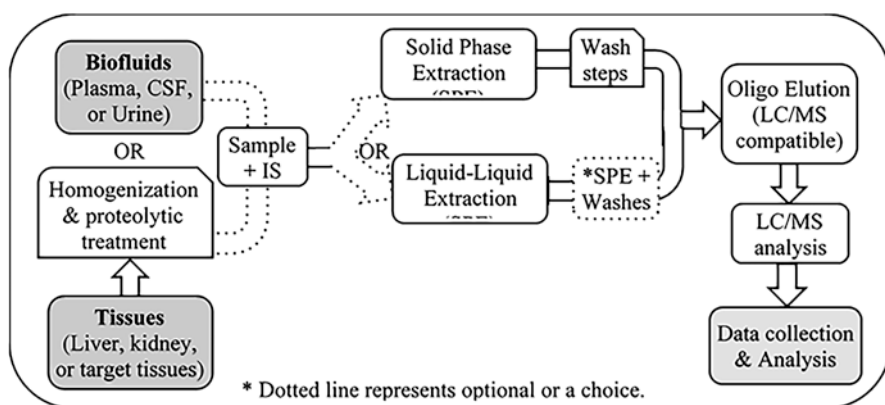 Biofluids
(Plasma, CSF,
or Urine)
OR
Homogenization
& proteolytic
treatment
Tissues
(Liver, kidney,
or target tissues)
Sample
+ IS
OR
Solid Phase
Extraction
Wash
steps
Liquid-Liquid
Extraction
*SPE +
Washes
Oligo Elution
(LC/MS
compatible)
LC/MS
analysis
Data collection
& Analysis
* Dotted line represents optional or a choice.